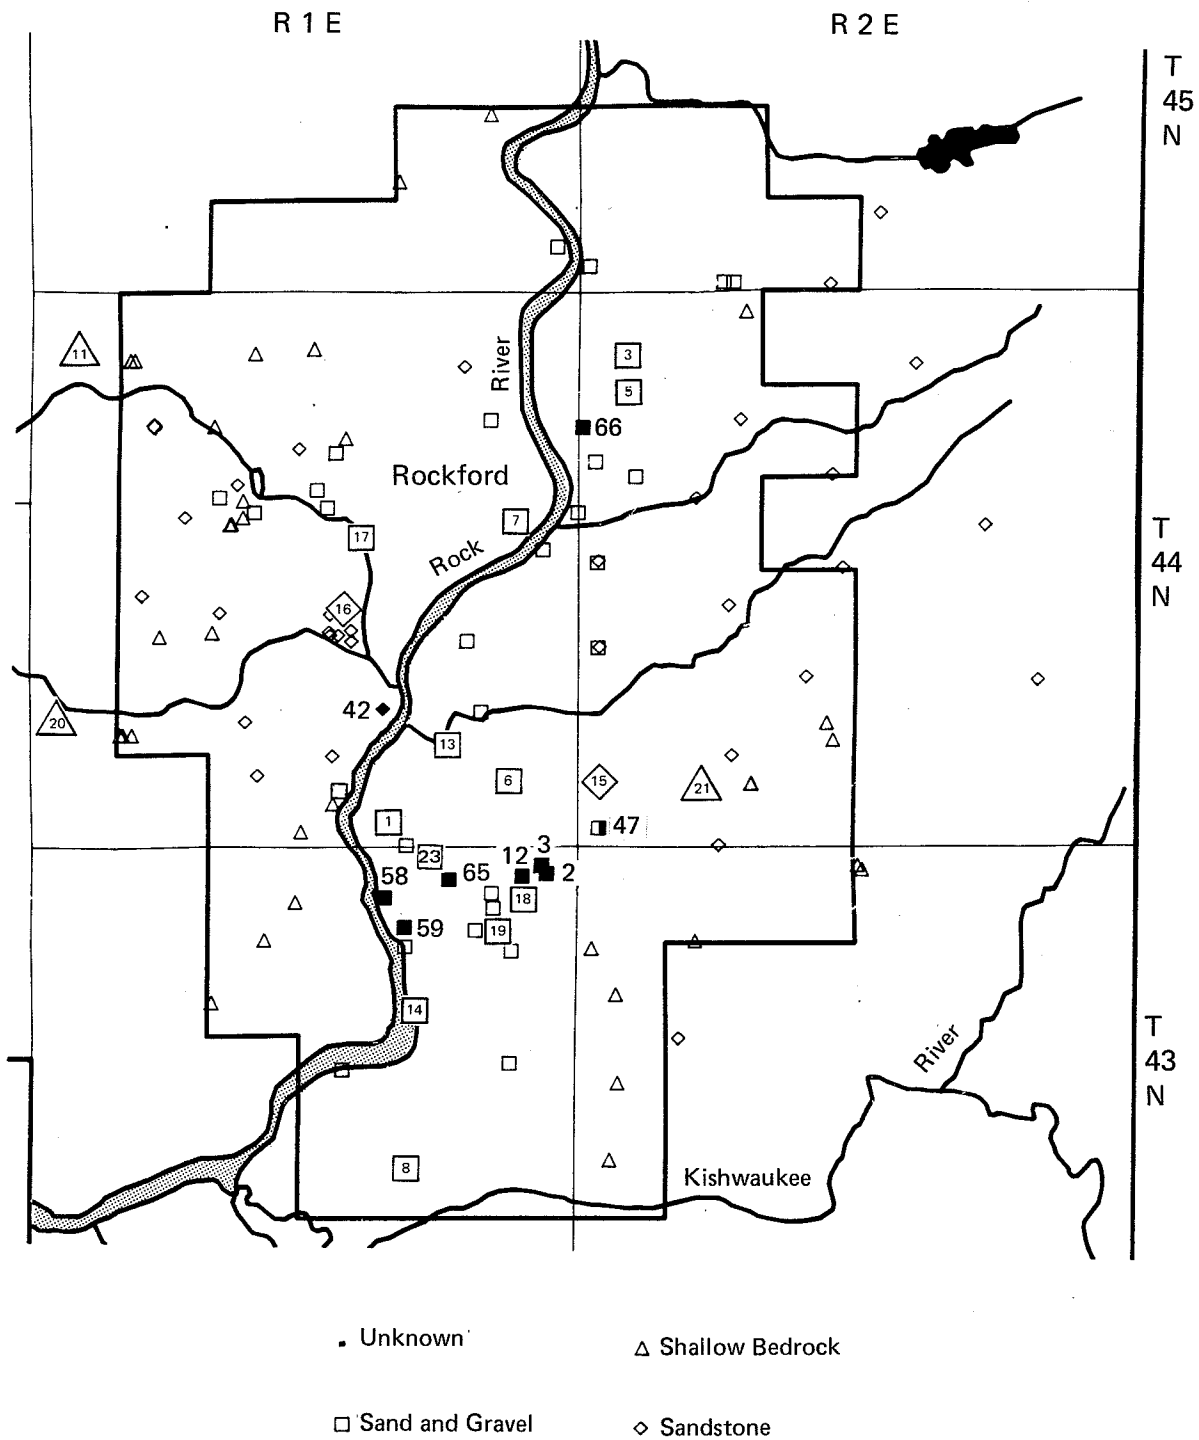 R 1 E
R 2 E
T
45
N
11
River
3
5
66
Rockford
7
17
Rock
T
44
N
16
20
42
13
6
15
21
1
47
23
12
3
58
65
2
18
59
19
14
T
43
N
River
8
Kishwaukee
Unknown
Shallow Bedrock
Sand and Gravel
Sandstone